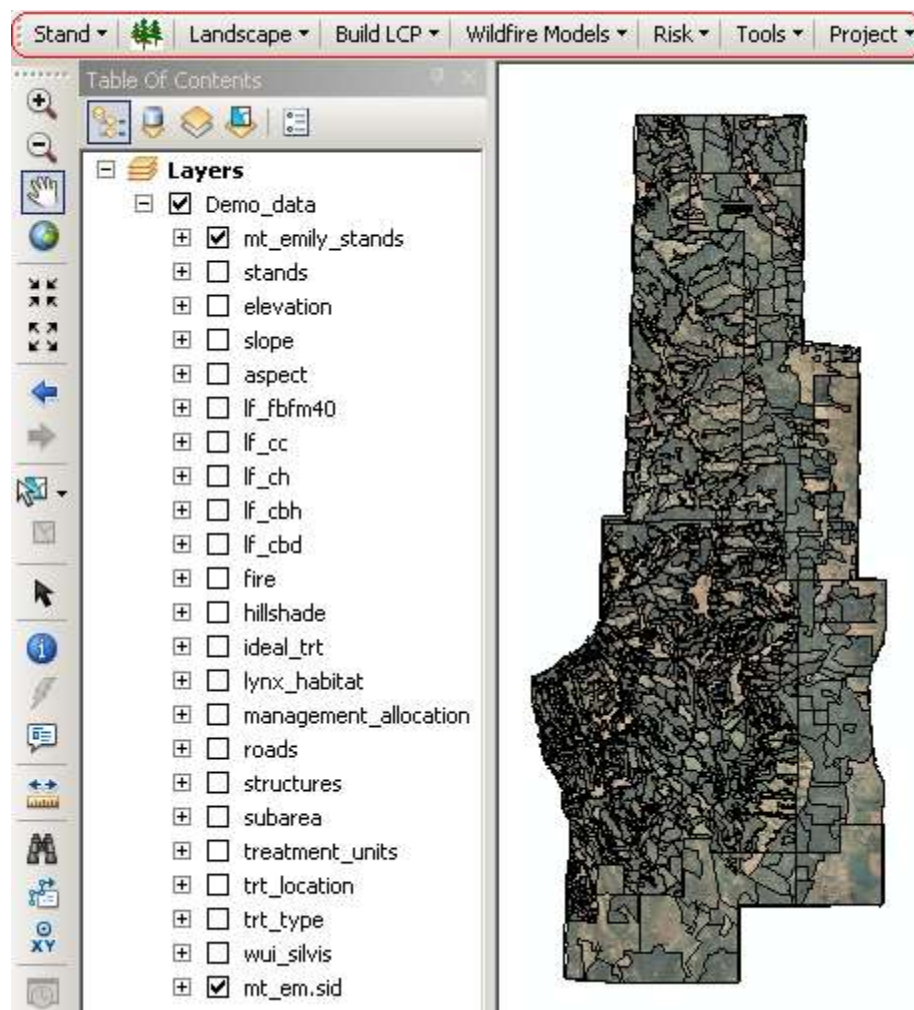 Stand Landscape Build LCP Wildfire Models Risk Tools Project
Table Of Contents
Layers
Demo_data
mt_emily_stands
stands
elevation
slope
aspect
lf_fbfm40
lf_cc
lf_ch
lf_cbh
lf_cbd
fire
hillshade
ideal_trt
lynx_habitat
management_allocation
roads
structures
subarea
treatment_units
trt_location
trt_type
wui_silvis
mt_em.sid
XY